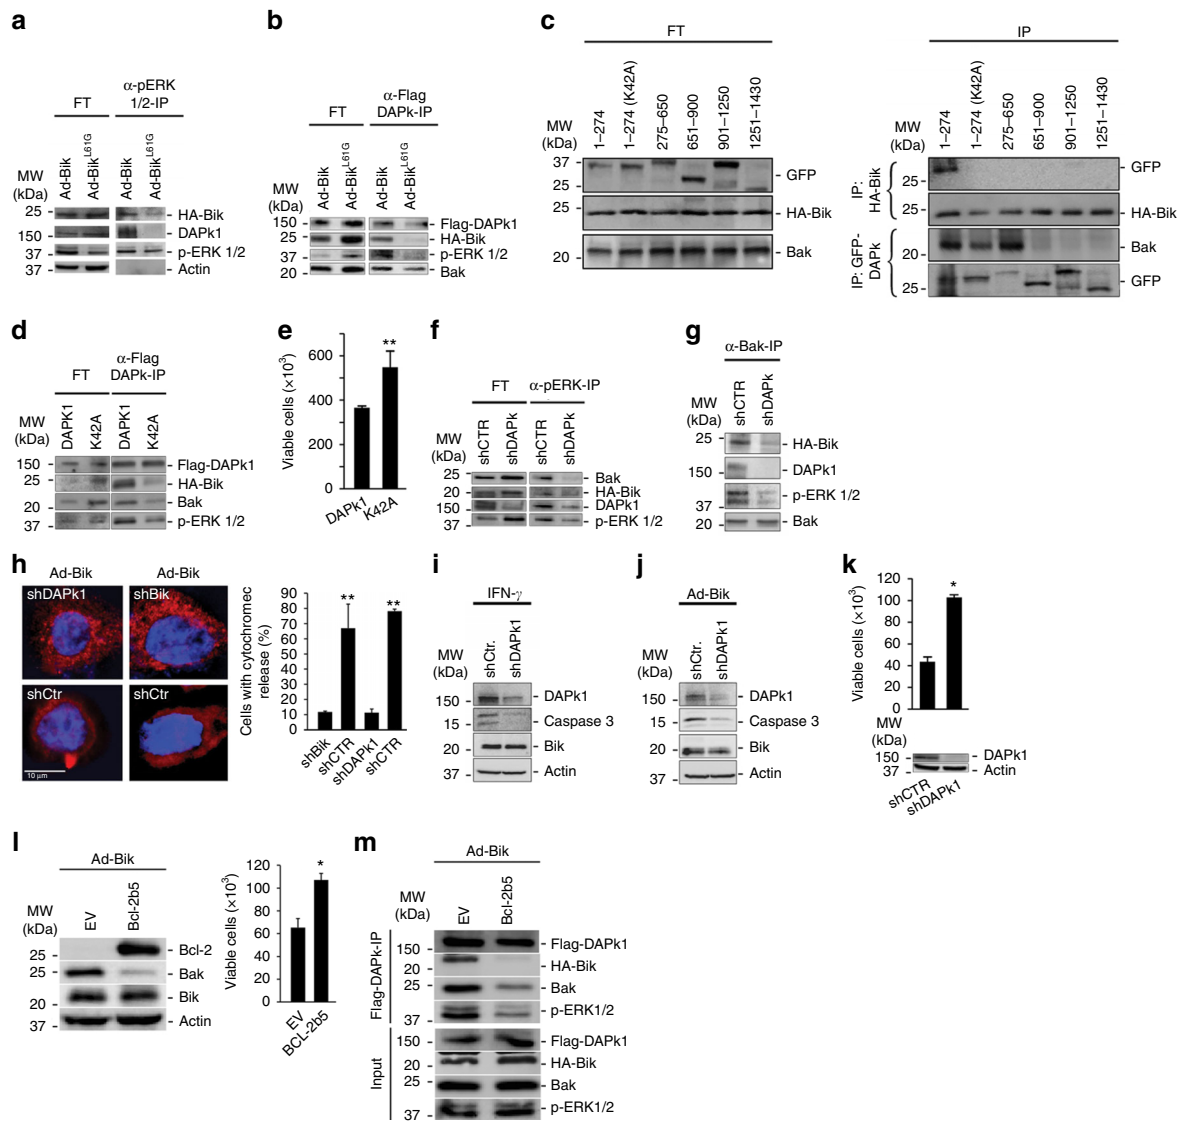 a
FT
α-pERK
1/2-IP
MW
(kDa)
Ad-Bik
Ad-BikL61G
Ad-Bik
Ad-BikL61G
25
150
37
37
HA-Bik
DAPk1
p-ERK 1/2
Actin
b
FT
α-Flag
DAPk-IP
MW
(kDa)
Ad-Bik
Ad-BikL61G
Ad-Bik
Ad-BikL61G
150
25
37
20
Flag-DAPk1
HA-Bik
p-ERK 1/2
Bak
c
FT
MW
(kDa)
1–274
1–274 (K42A)
275–650
651–900
901–1250
1251–1430
37
25
25
20
GFP
HA-Bik
Bak
IP
MW
(kDa)
1–274
1–274 (K42A)
275–650
651–900
901–1250
1251–1430
IP:
HA-Bik
IP: GFP-
DAPk
25
25
20
25
GFP
HA-Bik
Bak
GFP
d
FT
α-Flag
DAPk-IP
MW
(kDa)
DAPK1
K42A
DAPK1
K42A
150
25
20
37
Flag-DAPk1
HA-Bik
Bak
p-ERK 1/2
e
Viable cells (×10³)
600
400
200
0
**
DAPk1
K42A
f
FT
α-pERK-IP
MW
(kDa)
shCTR
shDAPk
shCTR
shDAPk
25
20
150
37
Bak
HA-Bik
DAPk1
p-ERK 1/2
g
α-Bak-IP
MW
(kDa)
shCTR
shDAPk
25
150
37
20
HA-Bik
DAPk1
p-ERK 1/2
Bak
h
Ad-Bik
Ad-Bik
shDAPk1
shBik
shCtr
shCtr
10 µm
Cells with cytochromec
release (%)
90
80
70
60
50
40
30
20
10
0
**
**
shBik
shCTR
shDAPk1
shCTR
i
IFN-γ
MW
(kDa)
shCtr.
shDAPk1
150
15
20
37
DAPk1
Caspase 3
Bik
Actin
j
Ad-Bik
MW
(kDa)
shCtr.
shDAPk1
150
15
20
37
DAPk1
Caspase 3
Bik
Actin
k
Viable cells (×10³)
120
100
80
60
40
20
0
*
MW
(kDa)
150
37
DAPk1
Actin
shCTR
shDAPk1
l
Ad-Bik
MW
(kDa)
EV
Bcl-2b5
25
25
20
37
Bcl-2
Bak
Bik
Actin
Viable cells (×10³)
120
100
80
60
40
20
0
*
EV
BCL-2b5
m
Ad-Bik
MW
(kDa)
EV
Bcl-2b5
Flag-DAPk-IP
150
20
25
37
Flag-DAPk1
HA-Bik
Bak
p-ERK1/2
Input
150
20
25
37
Flag-DAPk1
HA-Bik
Bak
p-ERK1/2